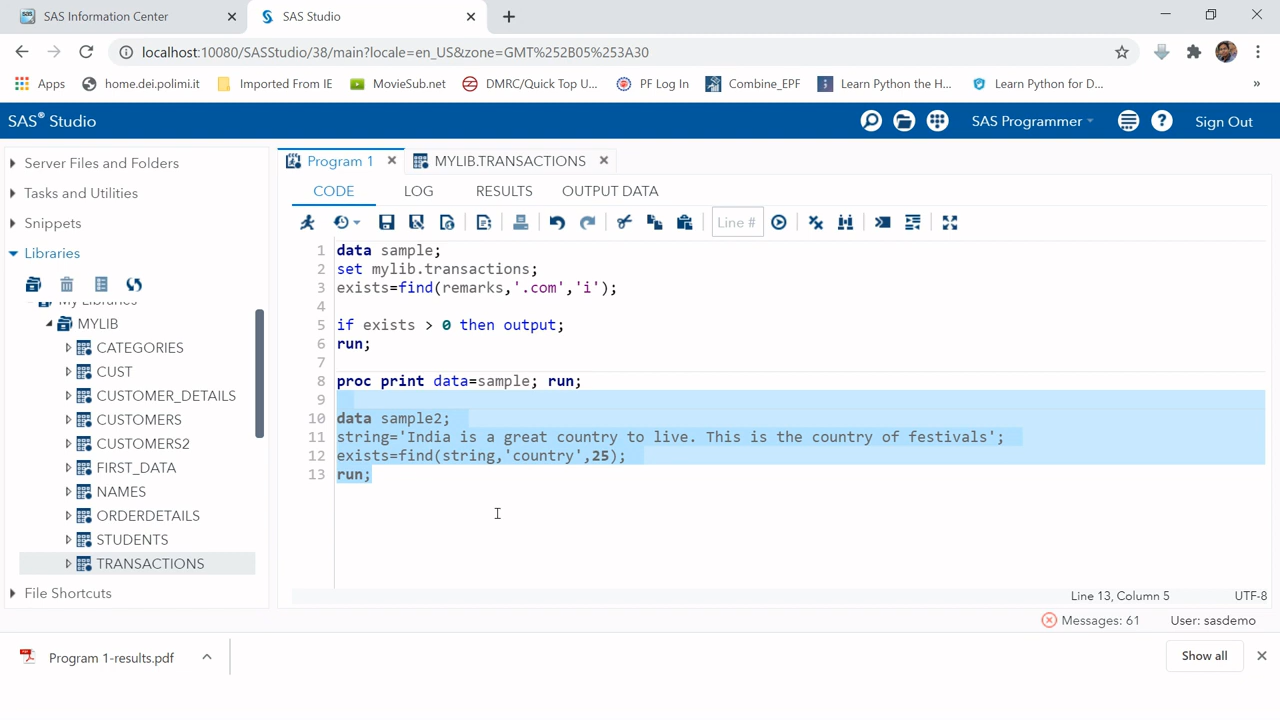 SAS Information Center
SAS Studio
localhost:10080/SASStudio/38/main?locale=en_US&zone=GMT%252B05%253A30
Apps home.dei.polimi.it Imported From IE MovieSub.net DMRC/Quick Top U... PF Log In Combine_EPF Learn Python the H... Learn Python for D... »
SAS® Studio
SAS Programmer
Sign Out
Server Files and Folders
Tasks and Utilities
Snippets
Libraries
My Libraries
MYLIB
CATEGORIES
CUST
CUSTOMER_DETAILS
CUSTOMERS
CUSTOMERS2
FIRST_DATA
NAMES
ORDERDETAILS
STUDENTS
TRANSACTIONS
File Shortcuts
Program 1 MYLIB.TRANSACTIONS
CODE LOG RESULTS OUTPUT DATA
Line #
1 data sample;
2 set mylib.transactions;
3 exists=find(remarks,'.com','i');
4
5 if exists > 0 then output;
6 run;
7
8 proc print data=sample; run;
9
10 data sample2;
11 string='India is a great country to live. This is the country of festivals';
12 exists=find(string,'country',25);
13 run;
Line 13, Column 5 UTF-8
Messages: 61 User: sasdemo
Program 1-results.pdf
Show all